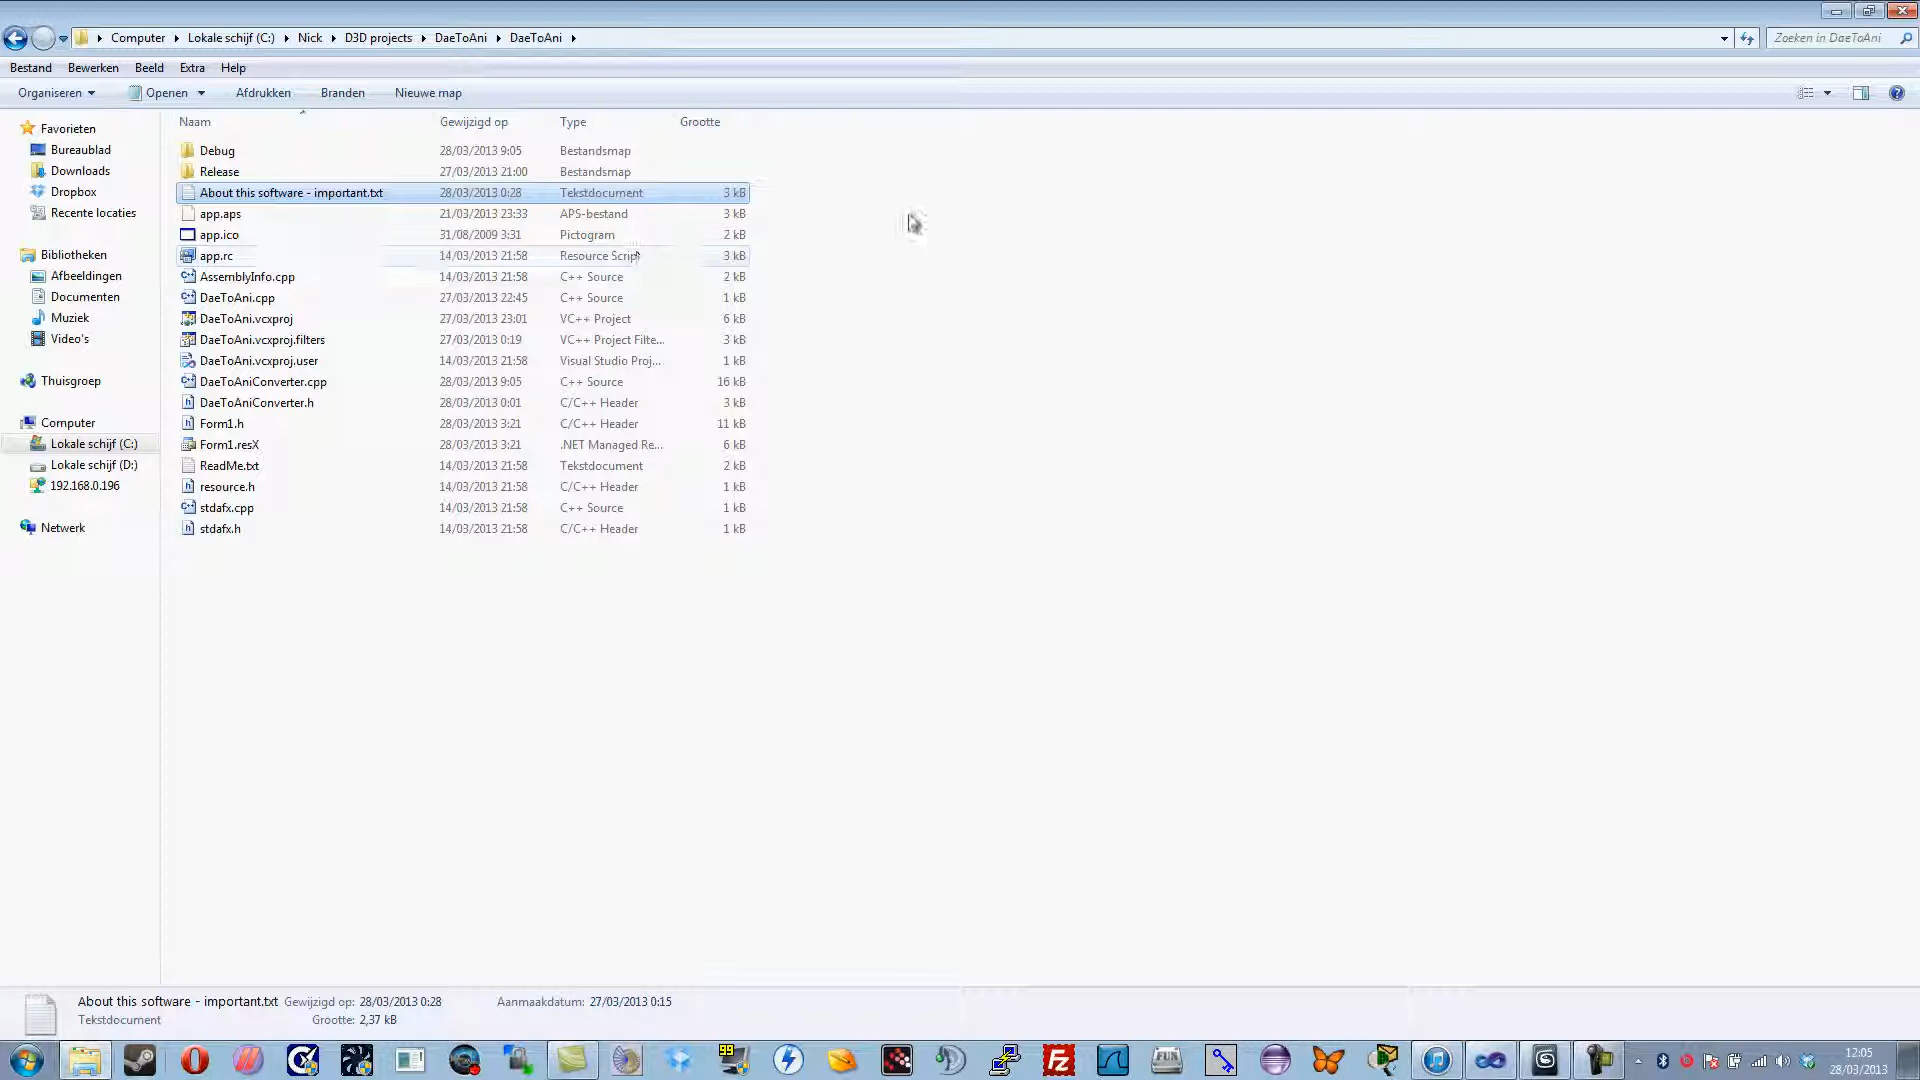 Computer Lokale schijf (C:) Nick D3D projects DaeToAni DaeToAni Zoeken in DaeToAni
Bestand Bewerken Beeld Extra Help
Organiseren Openen Afdrukken Branden Nieuwe map
Naam Gewijzigd op Type Grootte
Favorieten
Bureaublad
Downloads
Dropbox
Recente locaties
Bibliotheken
Afbeeldingen
Documenten
Muziek
Video's
Thuisgroep
Computer
Lokale schijf (C:)
Lokale schijf (D:)
192.168.0.196
Netwerk
Debug 28/03/2013 9:05 Bestandsmap
Release 27/03/2013 21:00 Bestandsmap
About this software - important.txt 28/03/2013 0:28 Tekstdocument 3 kB
app.aps 21/03/2013 23:33 APS-bestand 3 kB
app.ico 31/08/2009 3:31 Pictogram 2 kB
app.rc 14/03/2013 21:58 Resource Script 3 kB
AssemblyInfo.cpp 14/03/2013 21:58 C++ Source 2 kB
DaeToAni.cpp 27/03/2013 22:45 C++ Source 1 kB
DaeToAni.vcxproj 27/03/2013 23:01 VC++ Project 6 kB
DaeToAni.vcxproj.filters 27/03/2013 0:19 VC++ Project Filte... 3 kB
DaeToAni.vcxproj.user 14/03/2013 21:58 Visual Studio Proj... 1 kB
DaeToAniConverter.cpp 28/03/2013 9:05 C++ Source 16 kB
DaeToAniConverter.h 28/03/2013 0:01 C/C++ Header 3 kB
Form1.h 28/03/2013 3:21 C/C++ Header 11 kB
Form1.resX 28/03/2013 3:21 .NET Managed Re... 6 kB
ReadMe.txt 14/03/2013 21:58 Tekstdocument 2 kB
resource.h 14/03/2013 21:58 C/C++ Header 1 kB
stdafx.cpp 14/03/2013 21:58 C++ Source 1 kB
stdafx.h 14/03/2013 21:58 C/C++ Header 1 kB
About this software - important.txt Gewijzigd op: 28/03/2013 0:28 Aanmaakdatum: 27/03/2013 0:15
Tekstdocument Grootte: 2,37 kB
99
FZ
FUN
12:05
28/03/2013